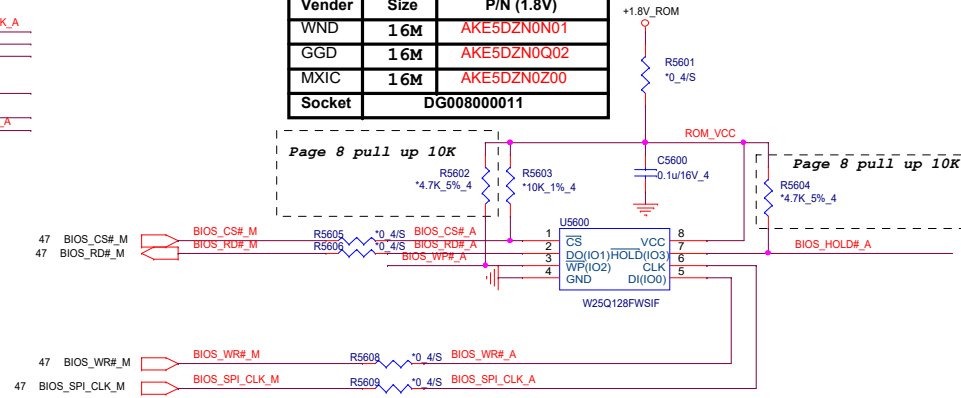 Vender Size P/N (1.8V)
WND 16M AKE5DZN0N01
GGD 16M AKE5DZN0Q02
MXIC 16M AKE5DZN0Z00
Socket DG008000011
K_A
_A
+1.8V_ROM
R5601
*0_4/S
ROM_VCC
Page 8 pull up 10K
R5602
*4.7K_5%_4
R5603
*10K_1%_4
C5600
0.1u/16V_4
Page 8 pull up 10K
R5604
*4.7K_5%_4
47 BIOS_CS#_M
BIOS_CS#_M
R5605
*0_4/S
BIOS_CS#_A
47 BIOS_RD#_M
BIOS_RD#_M
R5606
*0_4/S
BIOS_RD#_A
BIOS_WP#_A
U5600
1 CS VCC 8
2 DO(IO1) HOLD(IO3) 7
3 WP(IO2) CLK 6
4 GND DI(IO0) 5
W25Q128FWSIF
BIOS_HOLD#_A
47 BIOS_WR#_M
BIOS_WR#_M
R5608
*0_4/S
BIOS_WR#_A
47 BIOS_SPI_CLK_M
BIOS_SPI_CLK_M
R5609
*0_4/S
BIOS_SPI_CLK_A